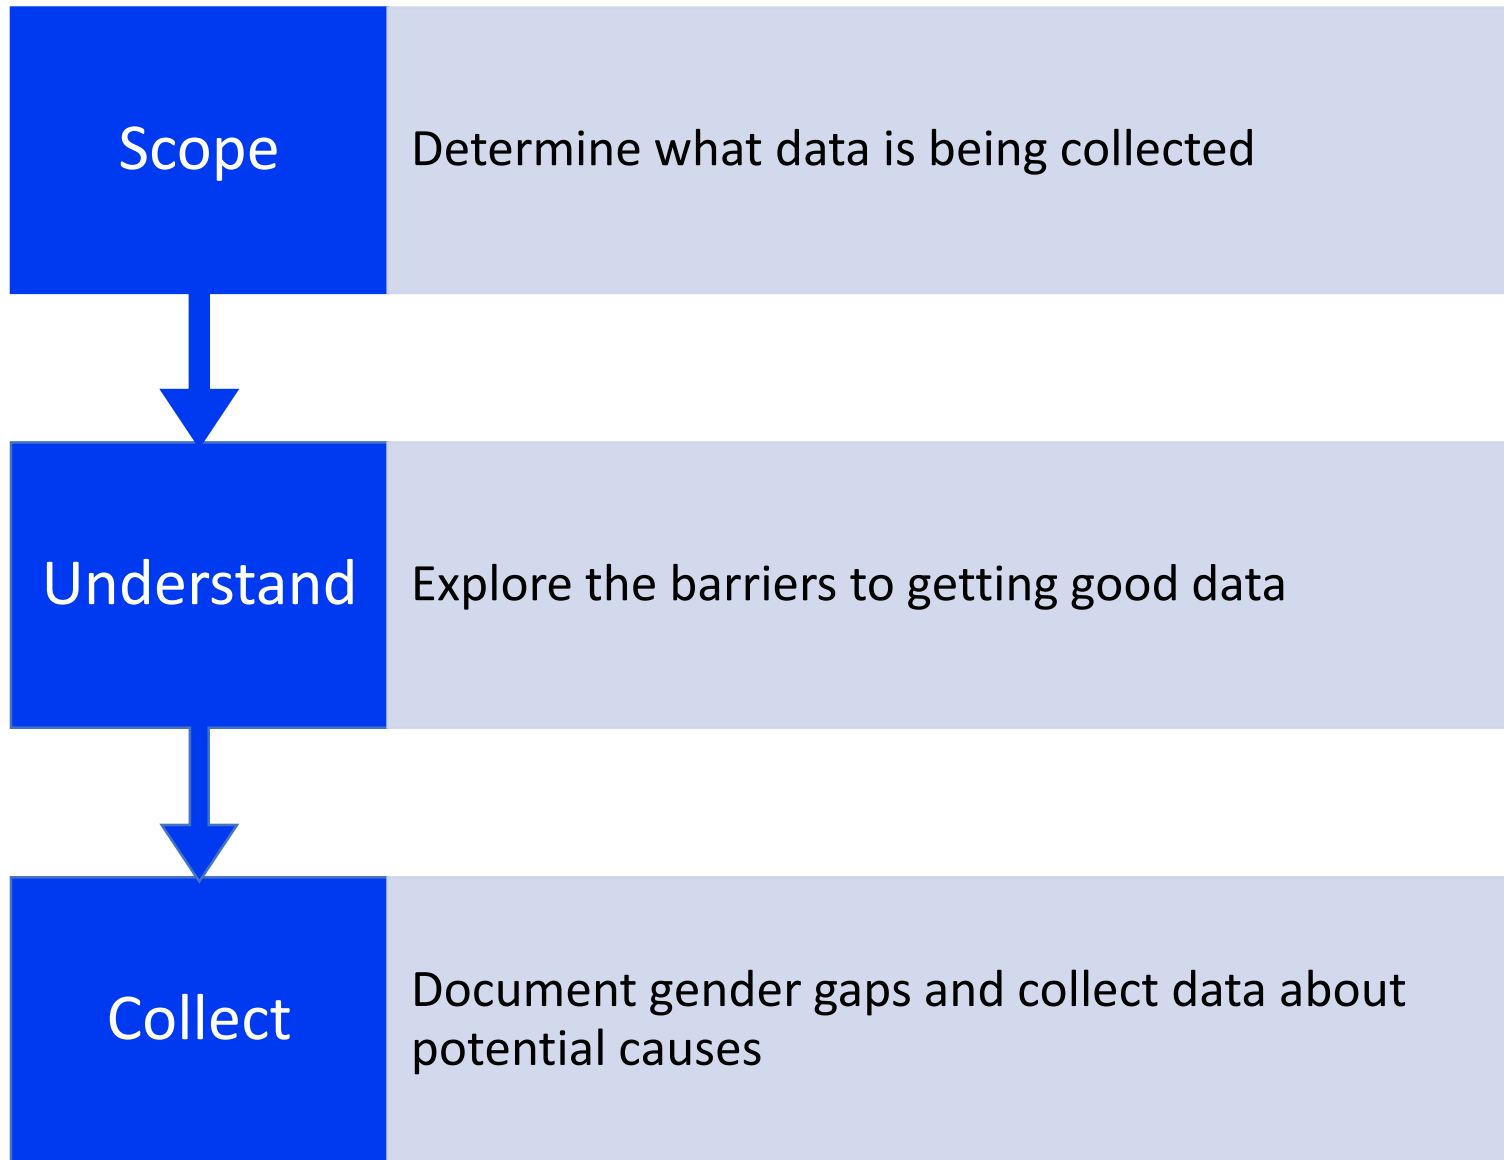 Scope
Determine what data is being collected
Understand
Explore the barriers to getting good data
Collect
Document gender gaps and collect data about
potential causes